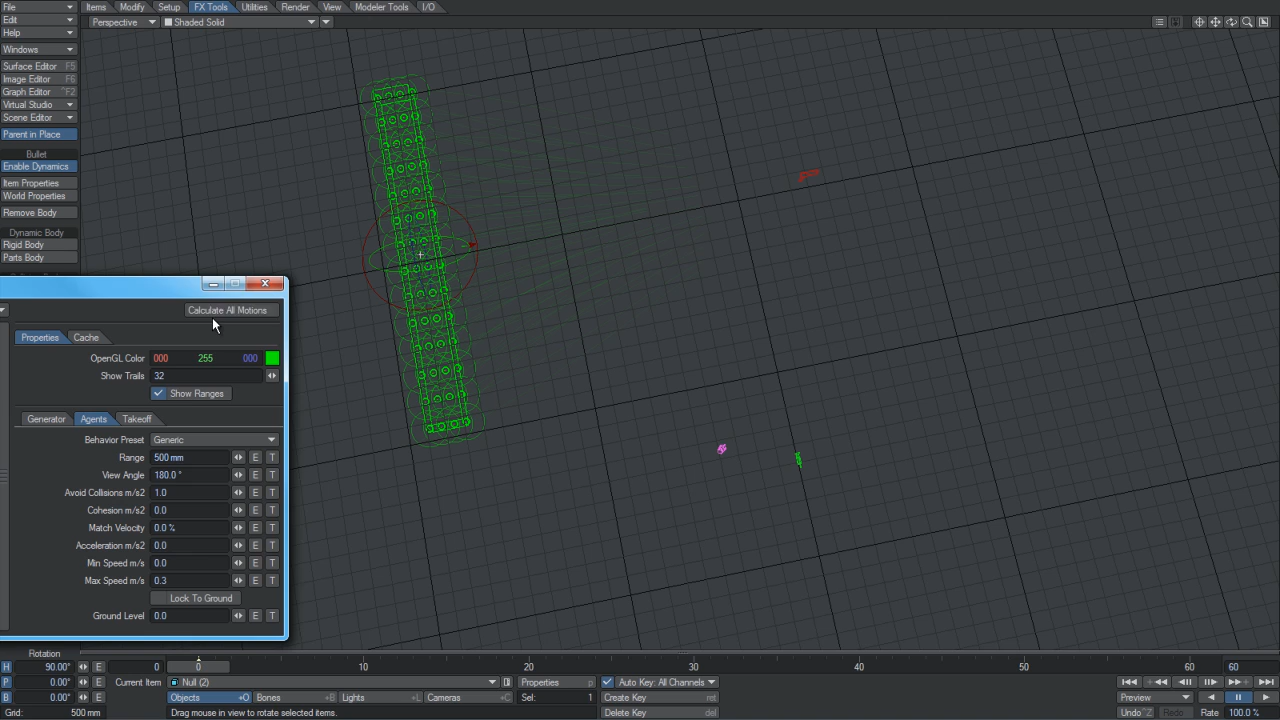 File Items Modify Setup FX Tools Utilities Render View Modeler Tools I/O
Edit Perspective Shaded Solid
Help
Windows
Surface Editor F5
Image Editor F6
Graph Editor ^F2
Virtual Studio
Scene Editor
Parent in Place
Bullet
Enable Dynamics
Item Properties
World Properties
Remove Body
Dynamic Body
Rigid Body
Parts Body
Calculate All Motions
Properties Cache
OpenGL Color 000 255 000
Show Trails 32
Show Ranges
Generator Agents Takeoff
Behavior Preset Generic
Range 500 mm E T
View Angle 180.0 ° E T
Avoid Collisions m/s2 1.0 E T
Cohesion m/s2 0.0 E T
Match Velocity 0.0 % E T
Acceleration m/s2 0.0 E T
Min Speed m/s 0.0 E T
Max Speed m/s 0.3 E T
Lock To Ground
Ground Level 0.0 E T
Rotation
H 90.00° E 0 0 10 20 30 40 50 60 60
P 0.00° E Current Item Null (2) Properties p Auto Key: All Channels
B 0.00° E Objects +O Bones +B Lights +L Cameras +C Sel: 1 Create Key ret Preview
Grid: 500 mm Drag mouse in view to rotate selected items. Delete Key del Undo^Z Redo Rate 100.0 %